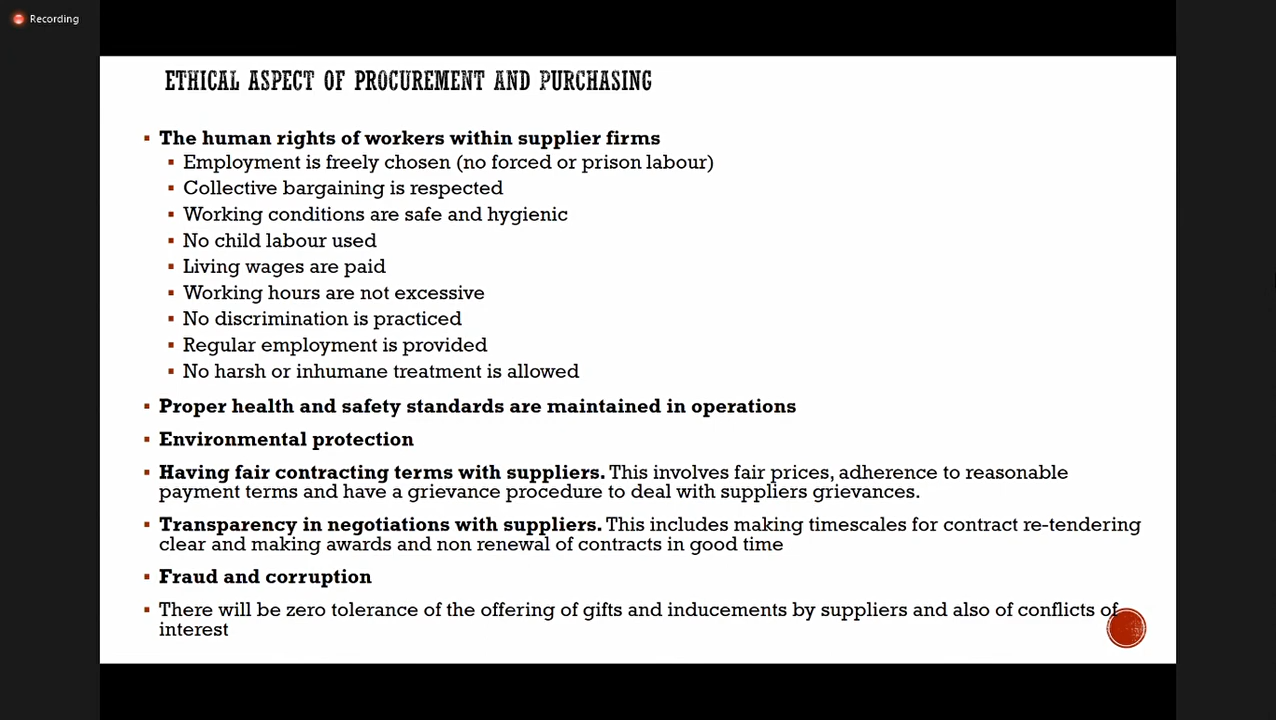 Recording
ETHICAL ASPECT OF PROCUREMENT AND PURCHASING
▪ The human rights of workers within supplier firms
▪ Employment is freely chosen (no forced or prison labour)
▪ Collective bargaining is respected
▪ Working conditions are safe and hygienic
▪ No child labour used
▪ Living wages are paid
▪ Working hours are not excessive
▪ No discrimination is practiced
▪ Regular employment is provided
▪ No harsh or inhumane treatment is allowed
▪ Proper health and safety standards are maintained in operations
▪ Environmental protection
▪ Having fair contracting terms with suppliers. This involves fair prices, adherence to reasonable
payment terms and have a grievance procedure to deal with suppliers grievances.
▪ Transparency in negotiations with suppliers. This includes making timescales for contract re-tendering
clear and making awards and non renewal of contracts in good time
▪ Fraud and corruption
▪ There will be zero tolerance of the offering of gifts and inducements by suppliers and also of conflicts of
interest